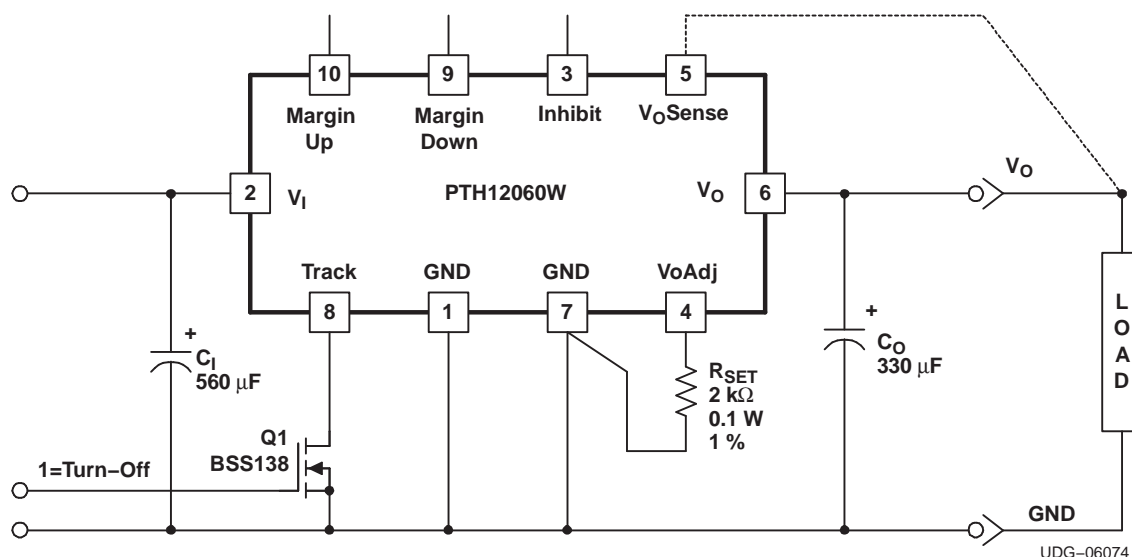 10
9
3
5
Margin
Up
Margin
Down
Inhibit
VOSense
2
VI
PTH12060W
VO
6
VO
Track
GND
GND
VoAdj
8
1
7
4
+
CI
560 μF
RSET
2 kΩ
0.1 W
1 %
+
CO
330 μF
L
O
A
D
Q1
BSS138
1=Turn−Off
GND
UDG−06074